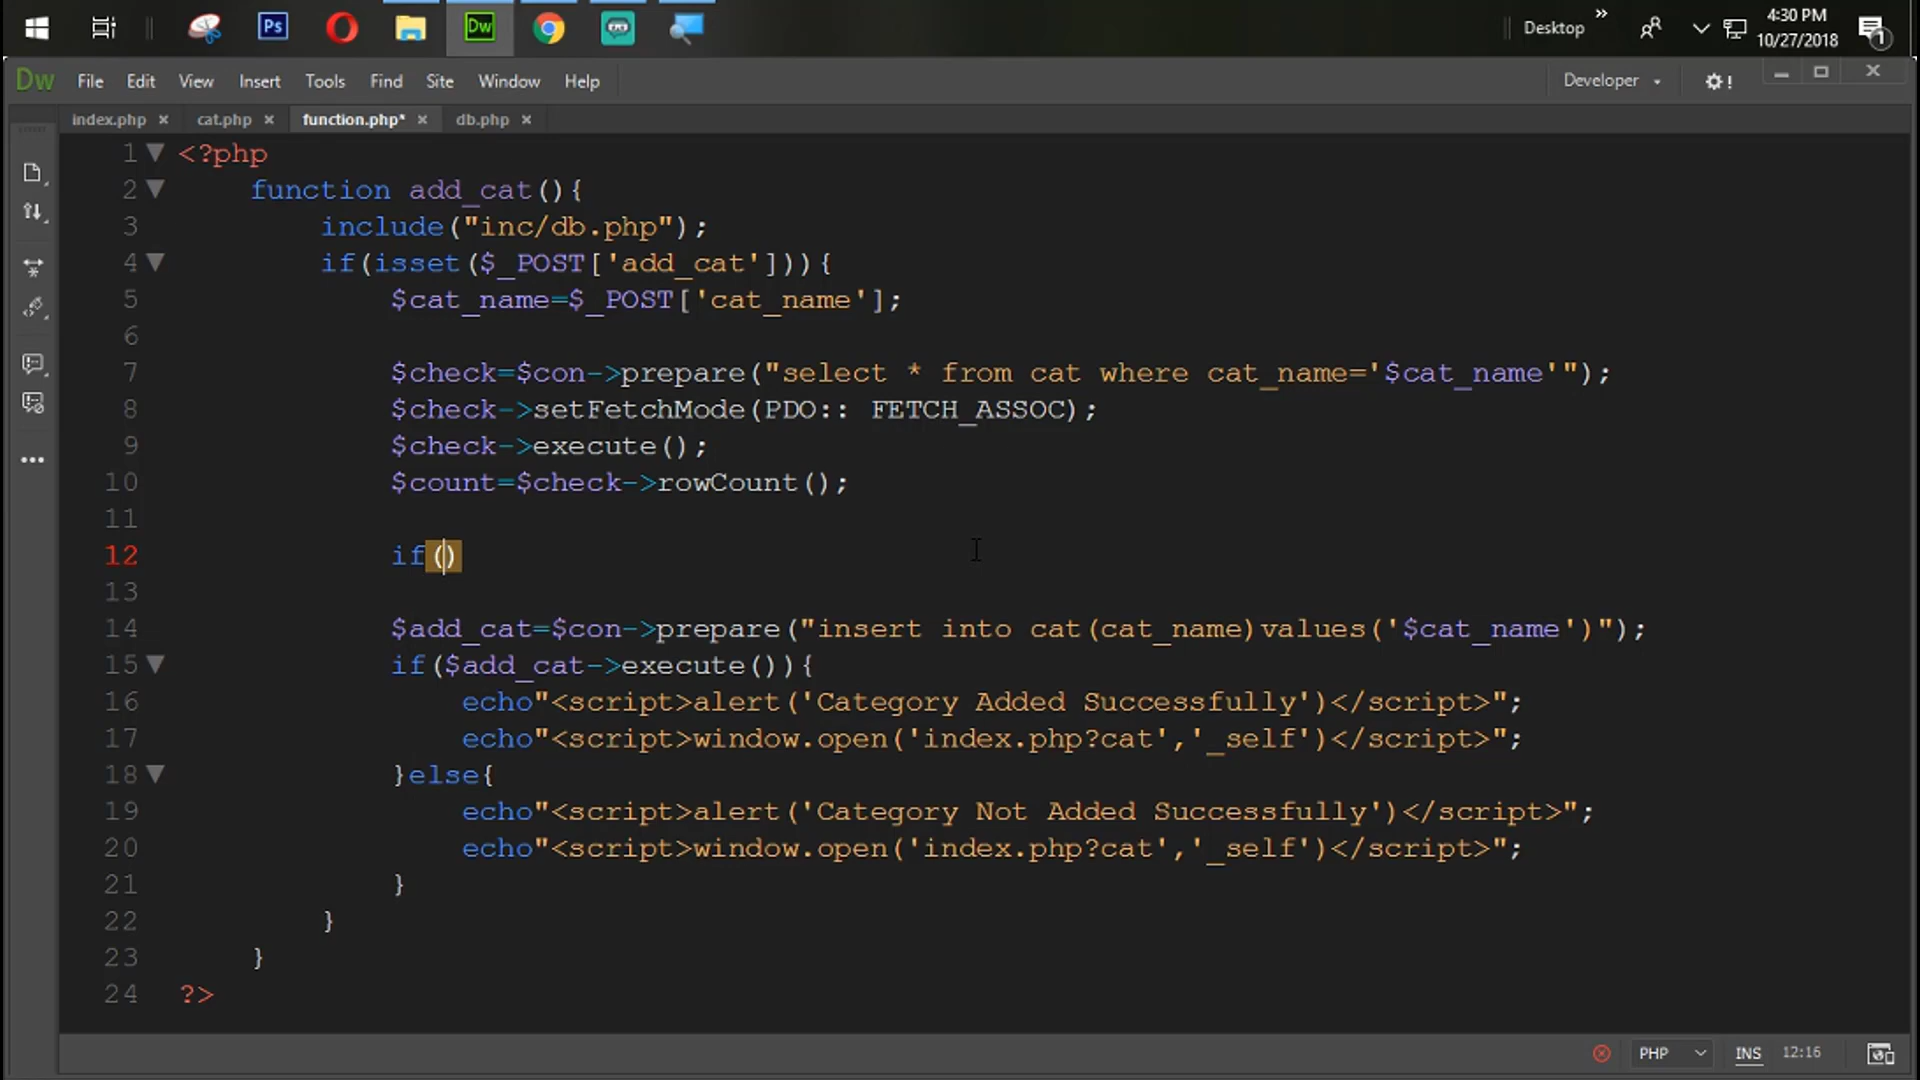 Ps
Dw
Desktop
»
4:30 PM
10/27/2018
1
Dw
File Edit View Insert Tools Find Site Window Help
Developer
!
index.php × cat.php × function.php* × db.php ×
1 <?php
2 function add_cat(){
3 include("inc/db.php");
4 if(isset($_POST['add_cat'])){
5 $cat_name=$_POST['cat_name'];
6
7 $check=$con->prepare("select * from cat where cat_name='$cat_name'");
8 $check->setFetchMode(PDO:: FETCH_ASSOC);
9 $check->execute();
10 $count=$check->rowCount();
11
12 if()
13
14 $add_cat=$con->prepare("insert into cat(cat_name)values('$cat_name')");
15 if($add_cat->execute()){
16 echo"<script>alert('Category Added Successfully')</script>";
17 echo"<script>window.open('index.php?cat','_self')</script>";
18 }else{
19 echo"<script>alert('Category Not Added Successfully')</script>";
20 echo"<script>window.open('index.php?cat','_self')</script>";
21 }
22 }
23 }
24 ?>
PHP INS 12:16